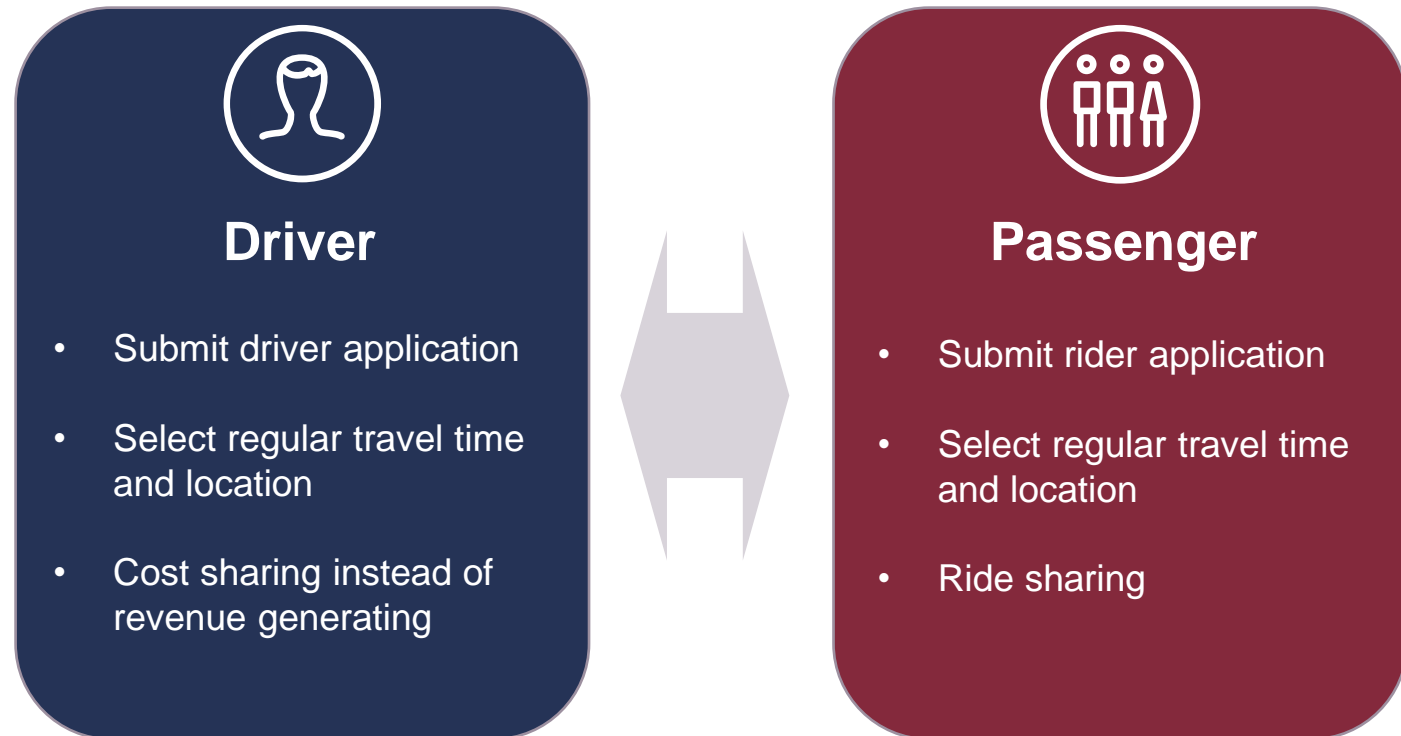 Driver
• Submit driver application
• Select regular travel time
and location
• Cost sharing instead of
revenue generating
Passenger
• Submit rider application
• Select regular travel time
and location
• Ride sharing